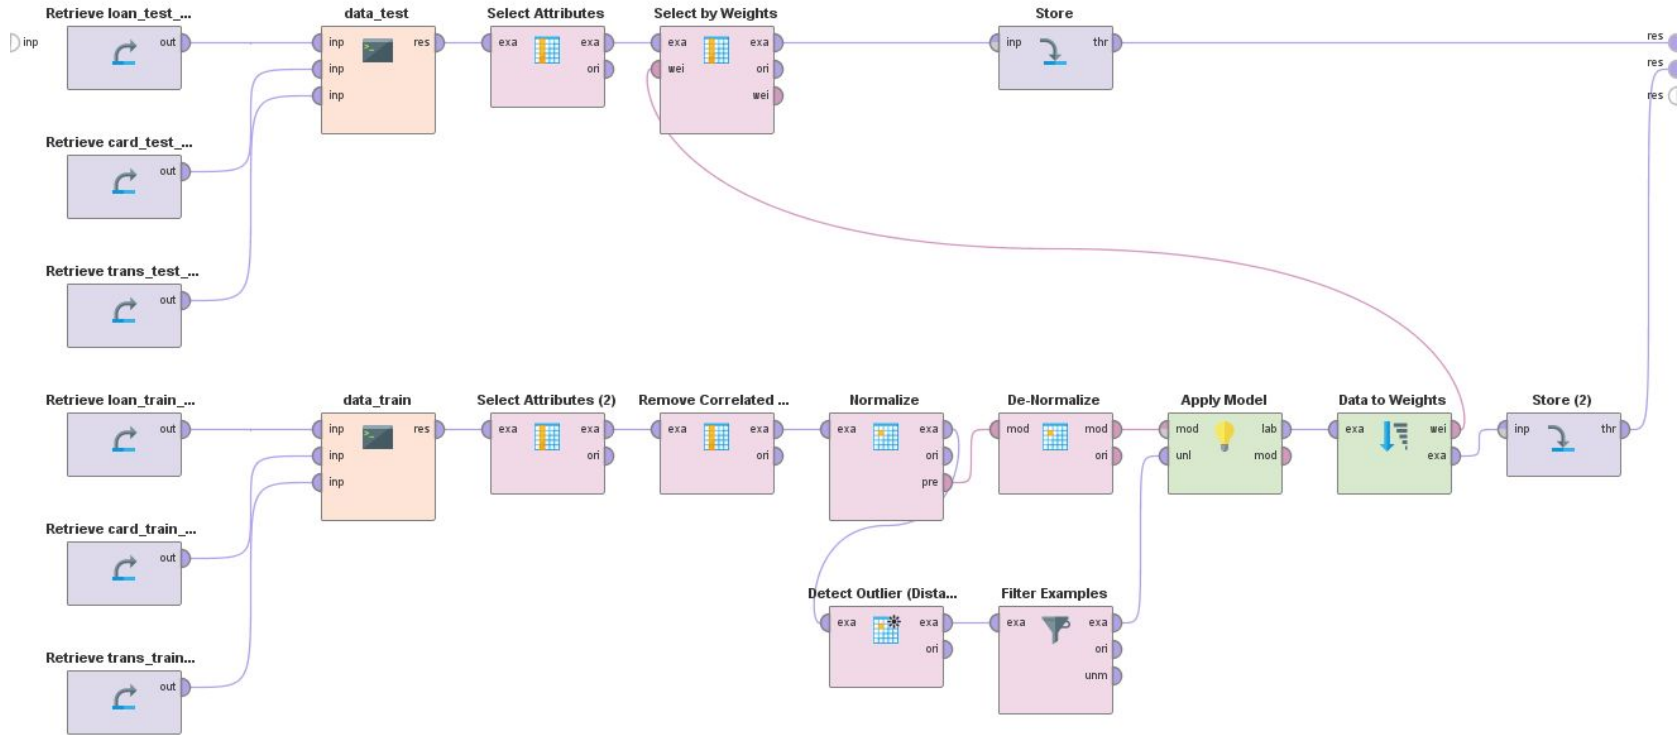 data_test Select Attributes Select by Weights Store
Retrieve loan_test_...
inp out inp res exa exa exa exa inp thr res
inp ori wei ori res
inp wei res
Retrieve card_test_...
out
Retrieve trans_test_...
out
Retrieve loan_train_... data_train Select Attributes (2) Remove Correlated ... Normalize De-Normalize Apply Model Data to Weights Store (2)
out inp res exa exa exa exa exa exa mod mod mod lab exa wei inp thr
inp ori ori ori ori unl mod exa
inp pre
Retrieve card_train_...
out
Detect Outlier (Dista... Filter Examples
exa exa exa exa
ori ori
unm
Retrieve trans_train...
out